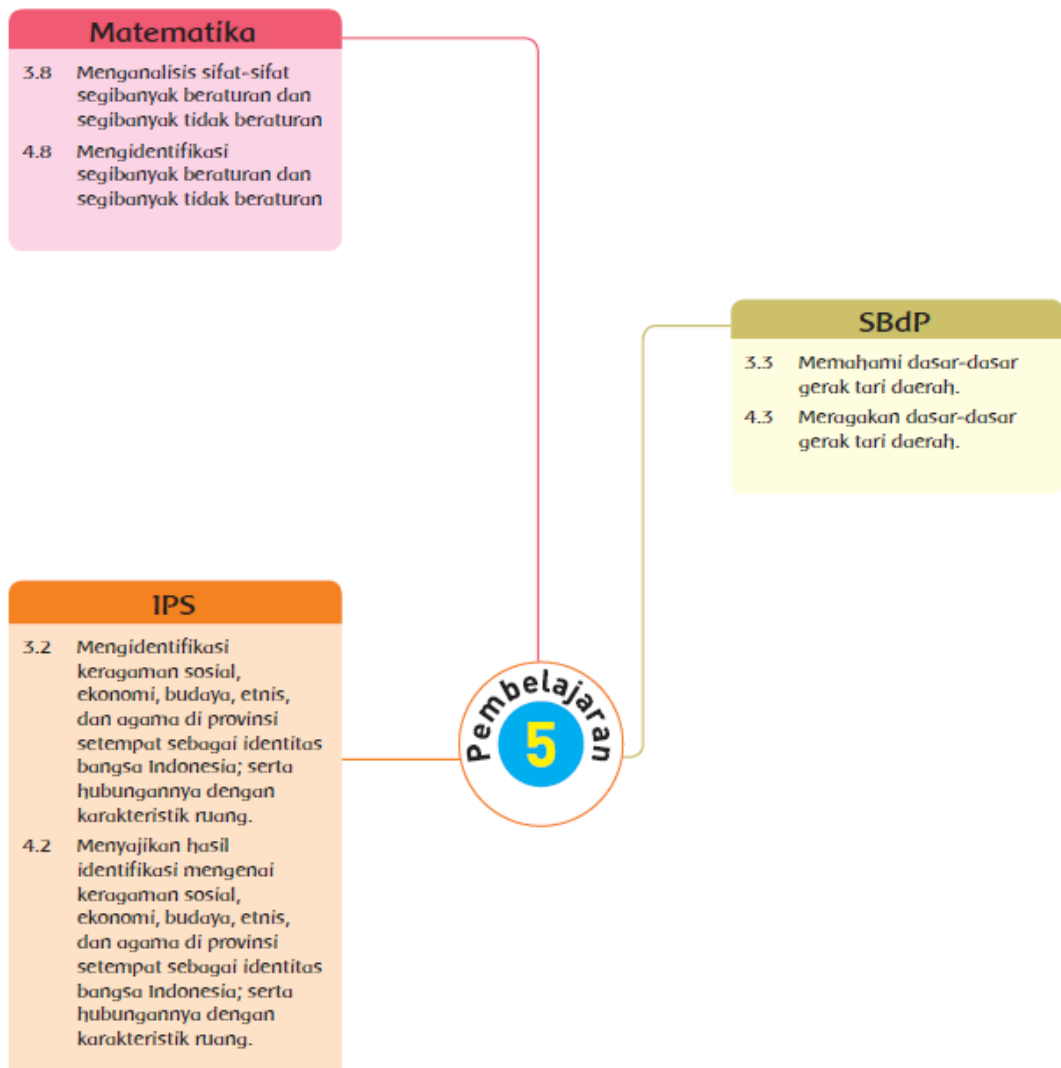 Matematika
3.8 Menganalisis sifat-sifat
segibanyak beraturan dan
segibanyak tidak beraturan
4.8 Mengidentifikasi
segibanyak beraturan dan
segibanyak tidak beraturan
SBdP
3.3 Memahami dasar-dasar
gerak tari daerah.
4.3 Meragakan dasar-dasar
gerak tari daerah.
IPS
3.2 Mengidentifikasi
keragaman sosial,
ekonomi, budaya, etnis,
dan agama di provinsi
setempat sebagai identitas
bangsa Indonesia; serta
hubungannya dengan
karakteristik ruang.
4.2 Menyajikan hasil
identifikasi mengenai
keragaman sosial,
ekonomi, budaya, etnis,
dan agama di provinsi
setempat sebagai identitas
bangsa Indonesia; serta
hubungannya dengan
karakteristik ruang.
Pembelajaran
5